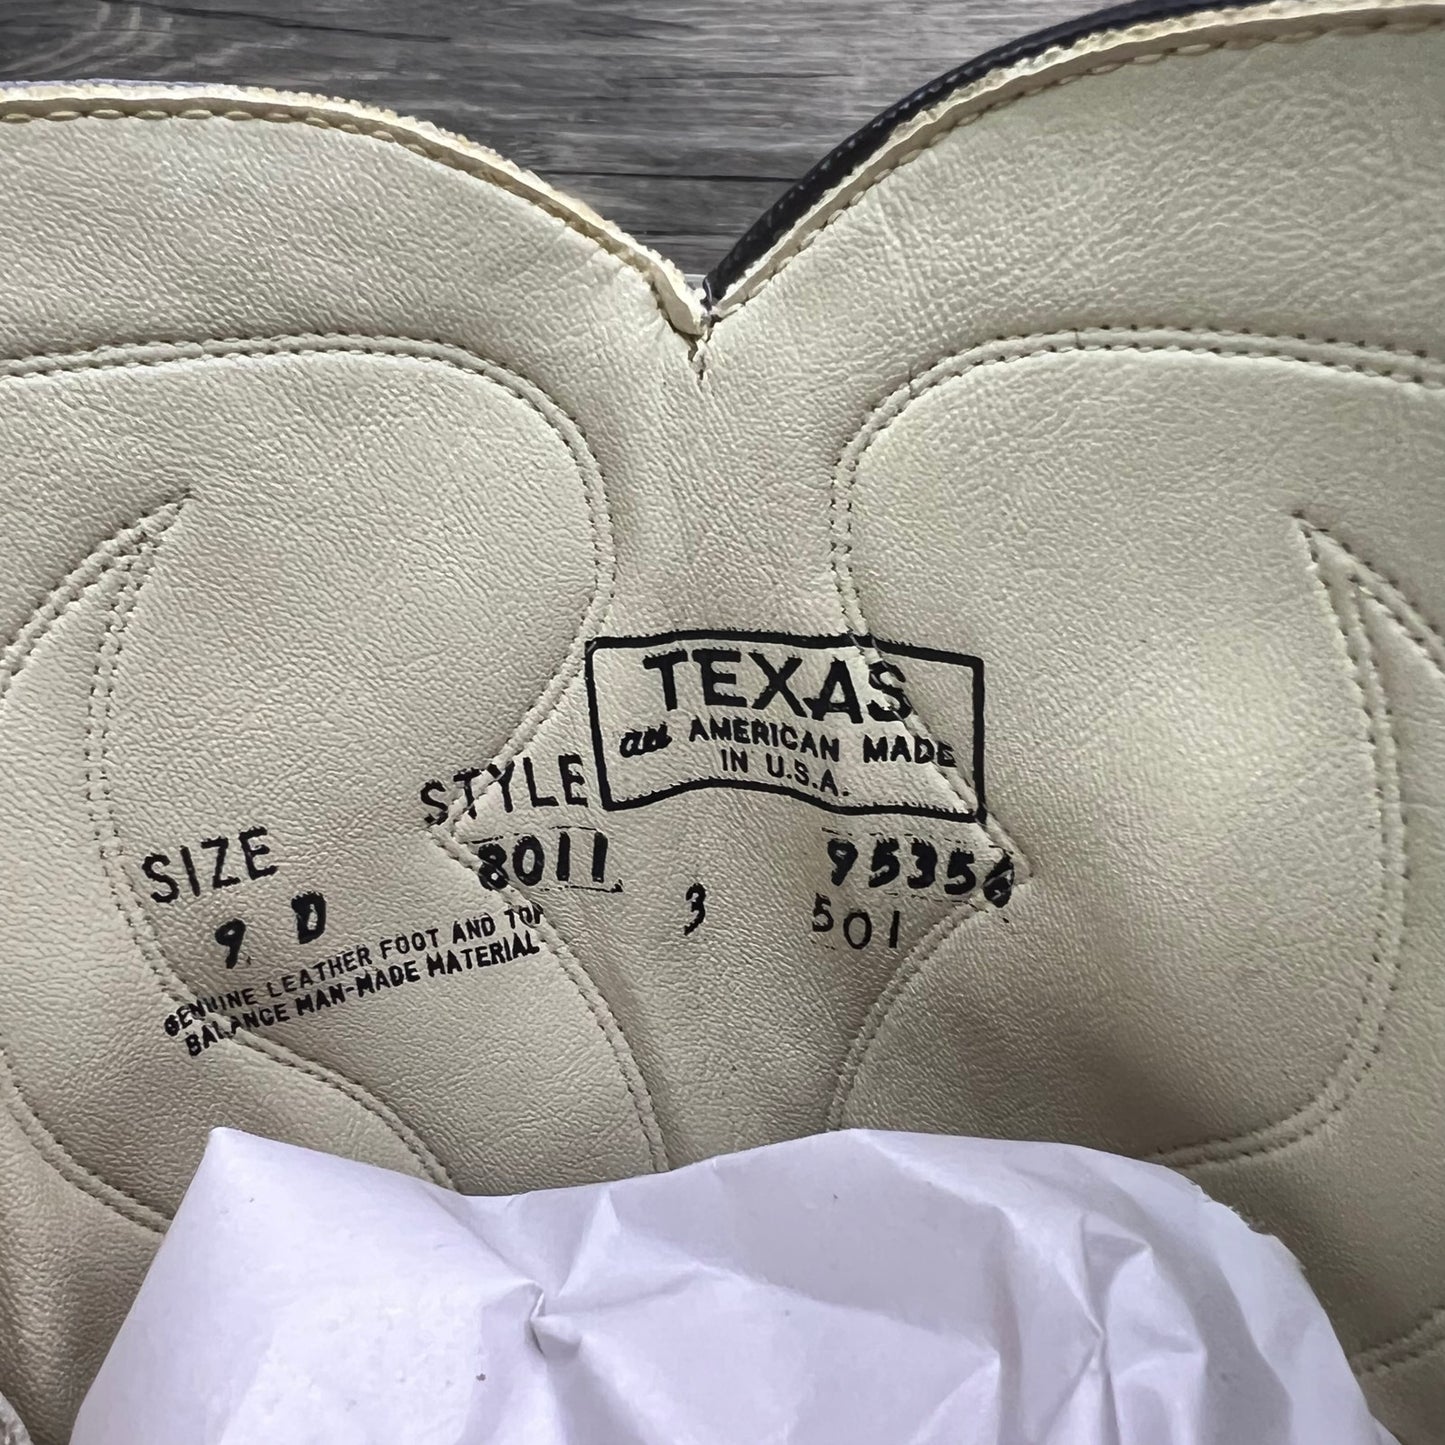 TEXAS
an AMERICAN MADE
IN U.S.A.
STYLE
8011
SIZE
9 D
GENUINE LEATHER FOOT AND TOP
BALANCE MAN-MADE MATERIAL
3
95356
501